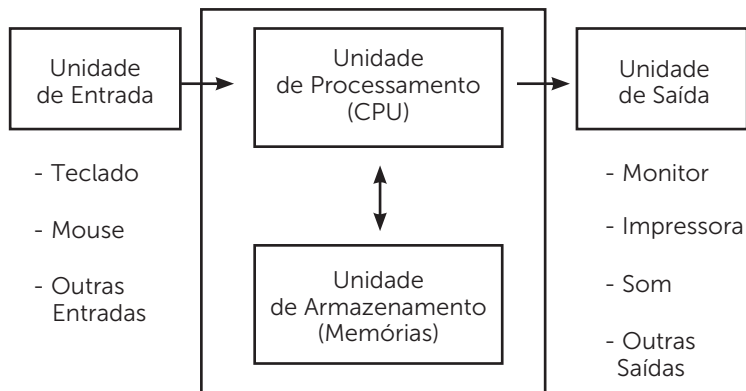 Unidade
de Entrada
Unidade
de Processamento
(CPU)
Unidade
de Saída
- Teclado
- Mouse
- Outras
Entradas
Unidade
de Armazenamento
(Memórias)
- Monitor
- Impressora
- Som
- Outras
Saídas